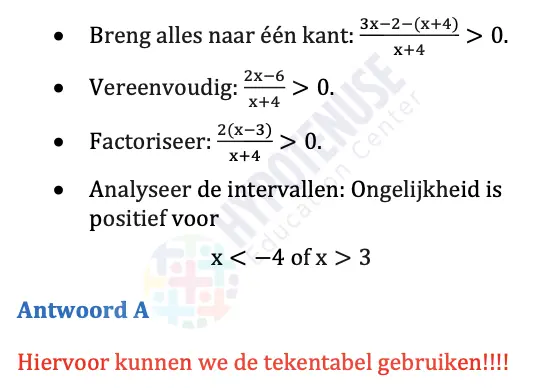 • Breng alles naar één kant: \frac{3x−2−(x+4)}{x+4} > 0.
• Vereenvoudig: \frac{2x−6}{x+4} > 0.
• Factoriseer: \frac{2(x−3)}{x+4} > 0.
• Analyseer de intervallen: Ongelijkheid is
positief voor
x < −4 of x > 3
Antwoord A
Hiervoor kunnen we de tekentabel gebruiken!!!!
HYPOTENUSE
Education Center